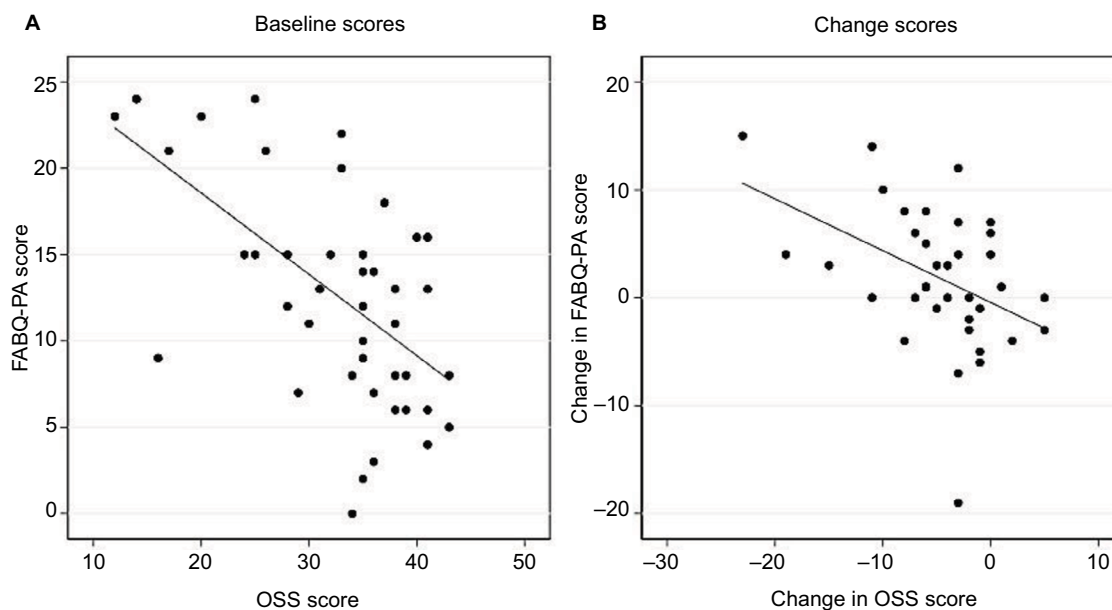 A Baseline scores
25
20
15
10
5
0
FABQ-PA score
10 20 30 40 50
OSS score
B Change scores
20
10
0
–10
–20
Change in FABQ-PA score
–30 –20 –10 0 10
Change in OSS score